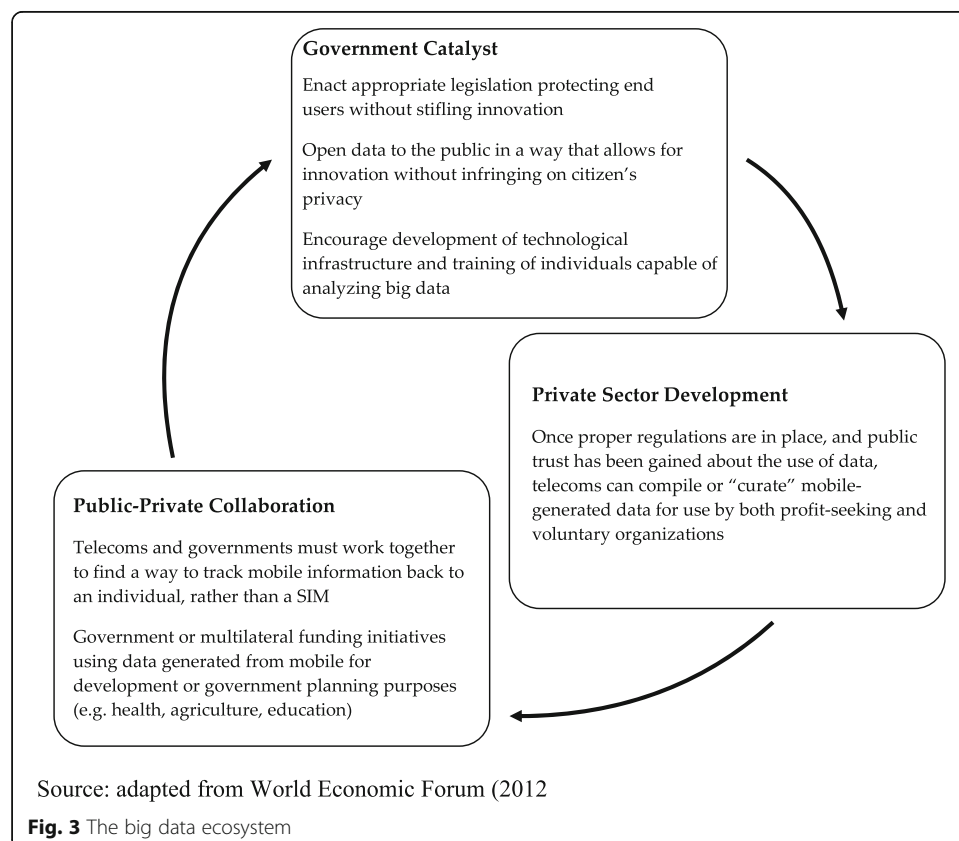 Government Catalyst
Enact appropriate legislation protecting end
users without stifling innovation
Open data to the public in a way that allows for
innovation without infringing on citizen's
privacy
Encourage development of technological
infrastructure and training of individuals capable of
analyzing big data
Private Sector Development
Once proper regulations are in place, and public
trust has been gained about the use of data,
telecoms can compile or “curate” mobile-
generated data for use by both profit-seeking and
voluntary organizations
Public-Private Collaboration
Telecoms and governments must work together
to find a way to track mobile information back to
an individual, rather than a SIM
Government or multilateral funding initiatives
using data generated from mobile for
development or government planning purposes
(e.g. health, agriculture, education)
Source: adapted from World Economic Forum (2012
Fig. 3 The big data ecosystem